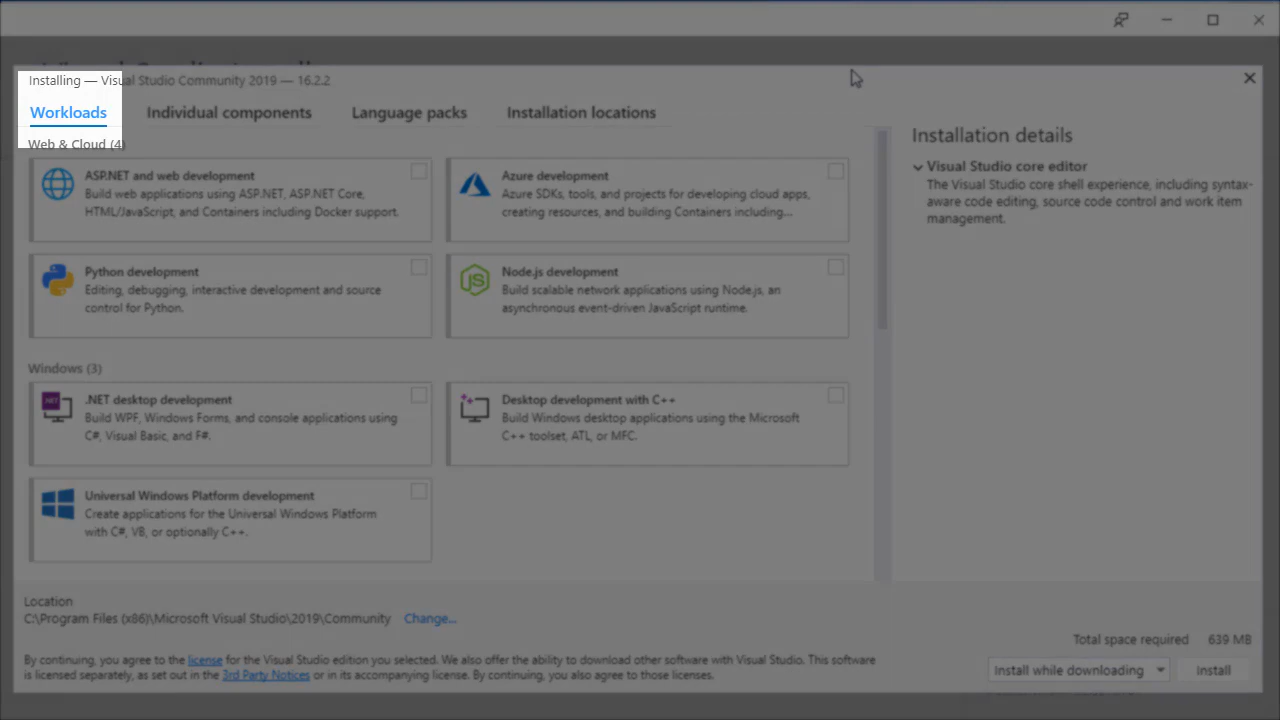 Installing — Visual Studio Community 2019 — 16.2.2
Workloads Individual components Language packs Installation locations
Web & Cloud (4)
ASP.NET and web development
Build web applications using ASP.NET, ASP.NET Core,
HTML/JavaScript, and Containers including Docker support.
Azure development
Azure SDKs, tools, and projects for developing cloud apps,
creating resources, and building Containers including...
Python development
Editing, debugging, interactive development and source
control for Python.
Node.js development
Build scalable network applications using Node.js, an
asynchronous event-driven JavaScript runtime.
Windows (3)
.NET desktop development
Build WPF, Windows Forms, and console applications using
C#, Visual Basic, and F#.
Desktop development with C++
Build Windows desktop applications using the Microsoft
C++ toolset, ATL, or MFC.
Universal Windows Platform development
Create applications for the Universal Windows Platform
with C#, VB, or optionally C++.
Installation details
Visual Studio core editor
The Visual Studio core shell experience, including syntax-
aware code editing, source code control and work item
management.
Location
C:\Program Files (x86)\Microsoft Visual Studio\2019\Community Change...
By continuing, you agree to the license for the Visual Studio edition you selected. We also offer the ability to download other software with Visual Studio. This software
is licensed separately, as set out in the 3rd Party Notices or in its accompanying license. By continuing, you also agree to those licenses.
Total space required 639 MB
Install while downloading Install